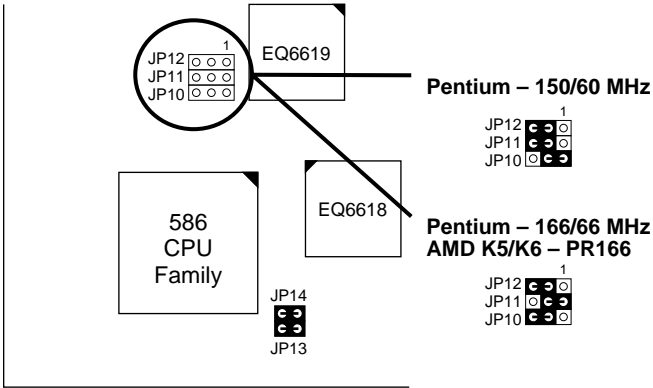 1
JP12
JP11
JP10
EQ6619
Pentium – 150/60 MHz
1
JP12
JP11
JP10
EQ6618
586
CPU
Family
Pentium – 166/66 MHz
AMD K5/K6 – PR166
1
JP12
JP11
JP10
JP14
JP13